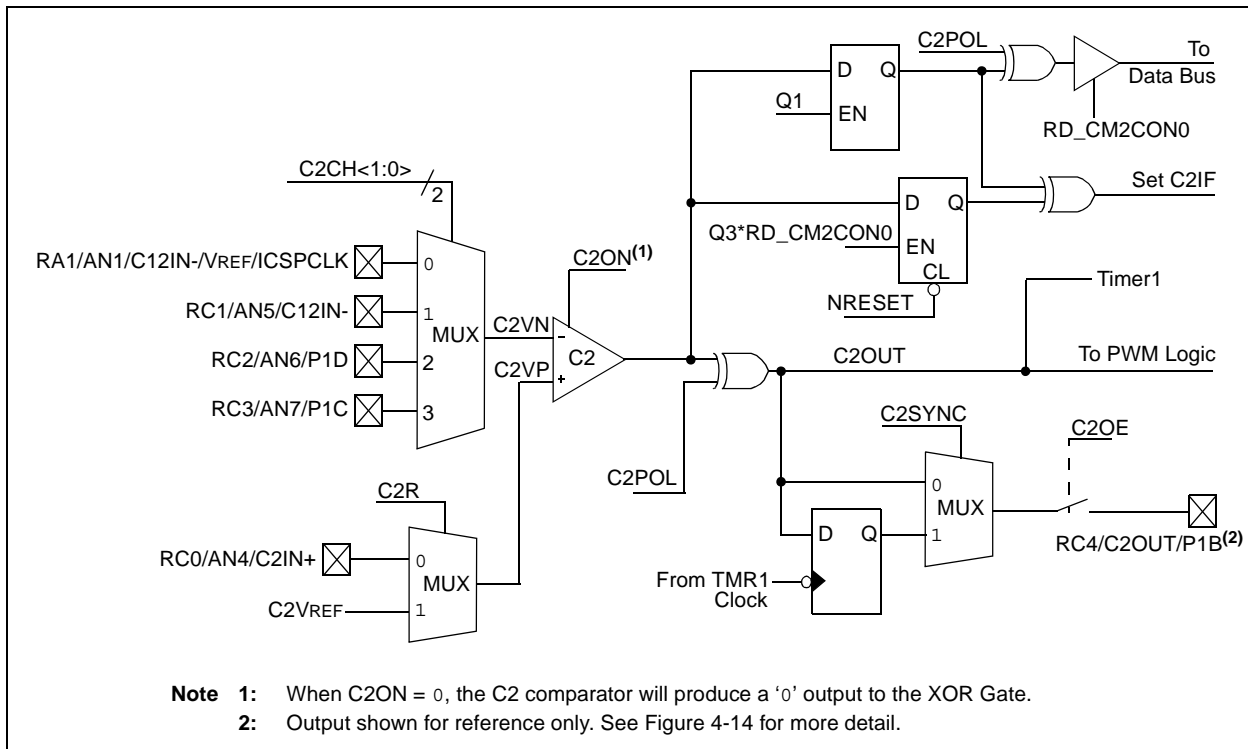 C2POL
To
Data Bus
RD_CM2CON0
D Q
Q1
EN
Set C2IF
C2CH<1:0>
2
D Q
Q3*RD_CM2CON0
EN
CL
NRESET
C2ON(1)
RA1/AN1/C12IN-/VREF/ICSPCLK
0
RC1/AN5/C12IN-
1
MUX
RC2/AN6/P1D
2
RC3/AN7/P1C
3
C2VN
-
C2
C2VP
+
Timer1
C2OUT
To PWM Logic
C2POL
C2SYNC
C2OE
0
MUX
1
D Q
From TMR1
Clock
RC4/C2OUT/P1B(2)
C2R
RC0/AN4/C2IN+
0
MUX
C2VREF
1
Note 1: When C2ON = 0, the C2 comparator will produce a ‘0’ output to the XOR Gate.
2: Output shown for reference only. See Figure 4-14 for more detail.